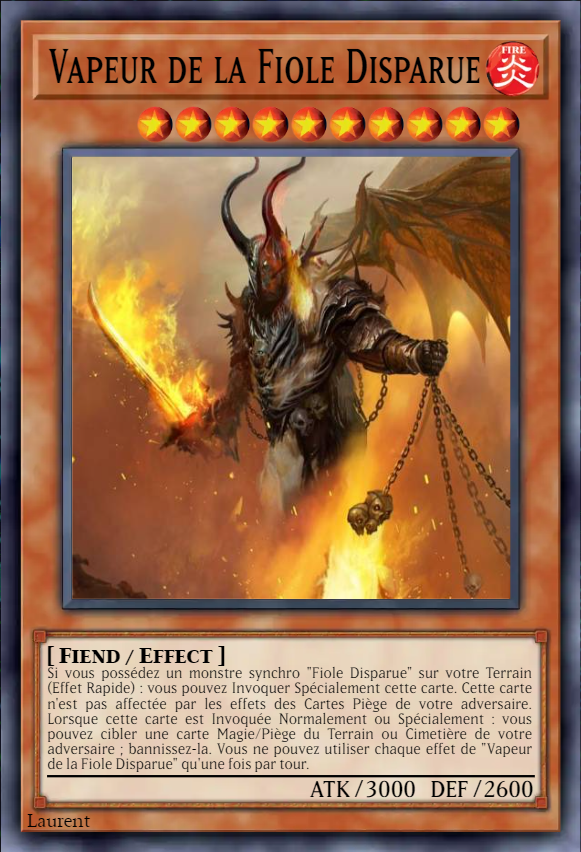 Vapeur de la Fiole Disparue
FIRE
炎
[ Fiend / Effect ]
Si vous possédez un monstre synchro "Fiole Disparue" sur votre Terrain
(Effet Rapide) : vous pouvez Invoquer Spécialement cette carte. Cette carte
n'est pas affectée par les effets des Cartes Piège de votre adversaire.
Lorsque cette carte est Invoquée Normalement ou Spécialement : vous
pouvez cibler une carte Magie/Piège du Terrain ou Cimetière de votre
adversaire ; bannissez-la. Vous ne pouvez utiliser chaque effet de "Vapeur
de la Fiole Disparue" qu'une fois par tour.
ATK/3000 DEF/2600
Laurent